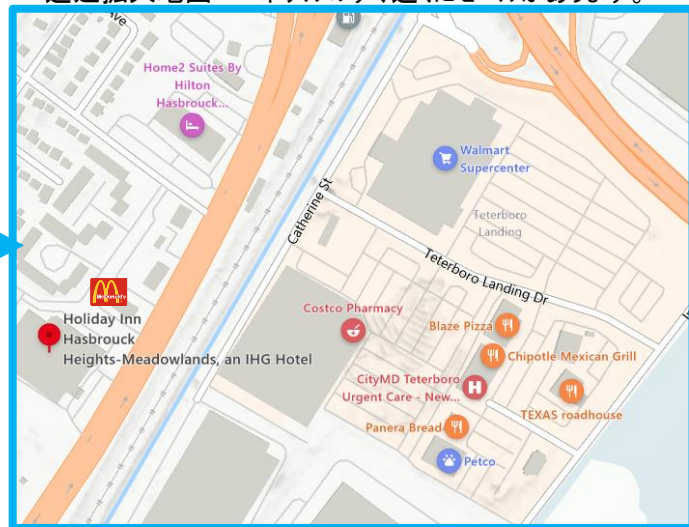 Ave
Home2 Suites By
Hilton
Hasbrouck...
Walmart
Supercenter
Catherine St
Teterboro
Landing
Teterboro Landing Dr
McDonald's
Holiday Inn
Hasbrouck
Heights-Meadowlands, an IHG Hotel
Costco Pharmacy
Blaze Pizza
Chipotle Mexican Grill
CityMD Teterboro
Urgent Care - New...
TEXAS roadhouse
Panera Bread
Petco